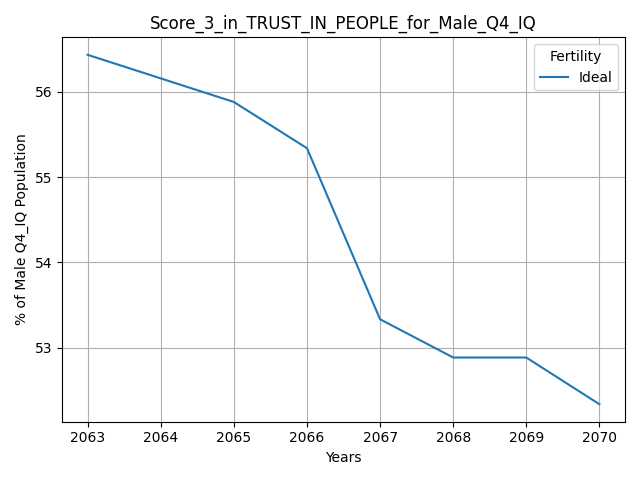 Score_3_in_TRUST_IN_PEOPLE_for_Male_Q4_IQ
Fertility
Ideal
% of Male Q4_IQ Population
56
55
54
53
2063 2064 2065 2066 2067 2068 2069 2070
Years